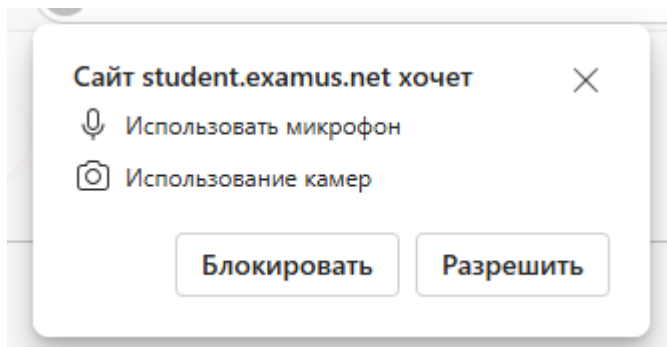 Сайт student.examus.net хочет
Использовать микрофон
Использование камер
Блокировать
Разрешить